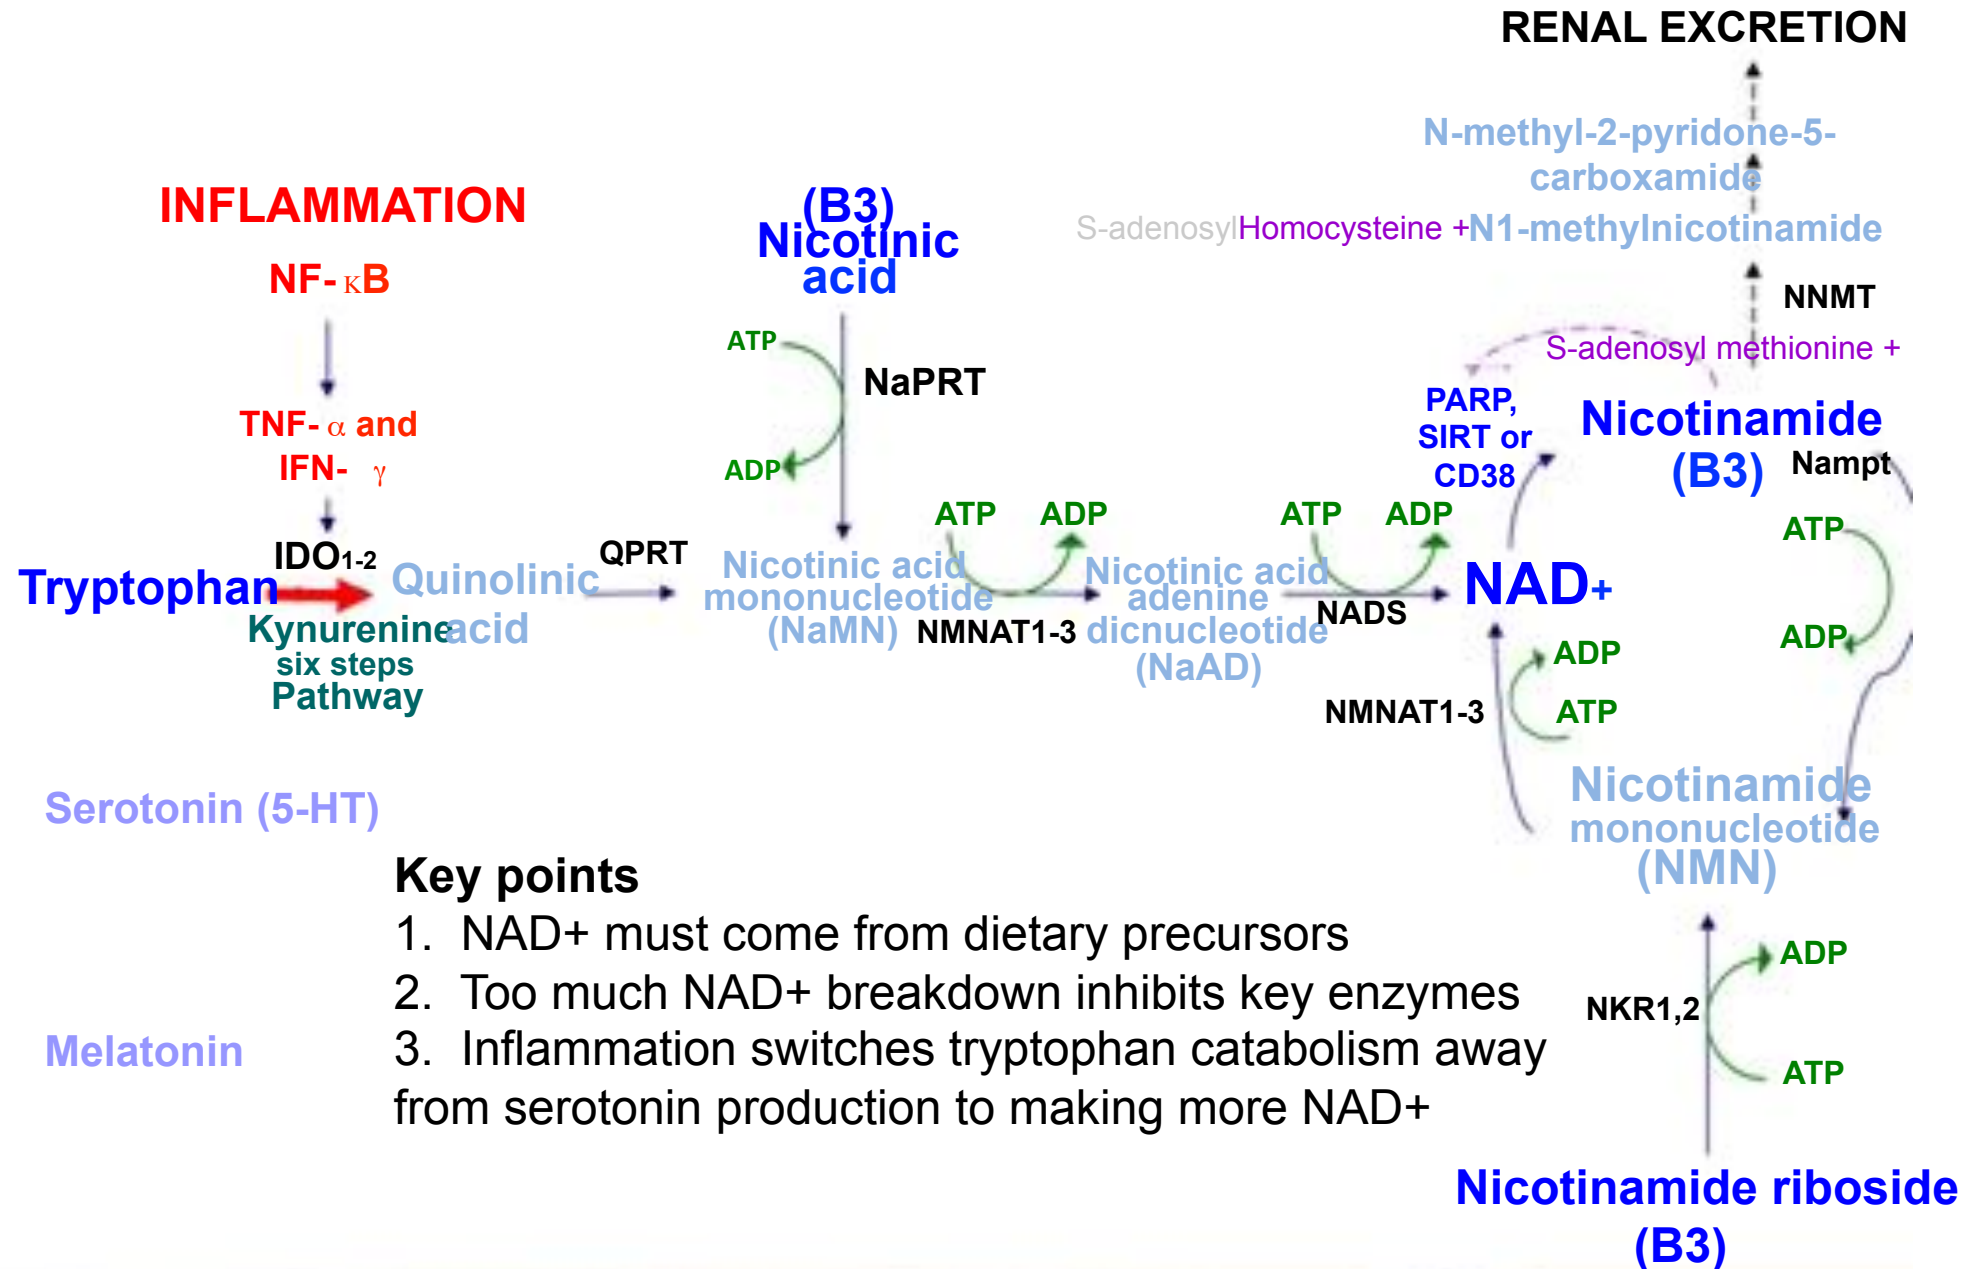 RENAL EXCRETION
N-methyl-2-pyridone-5-
carboxamide
S-adenosylHomocysteine +N1-methylnicotinamide
NNMT
S-adenosyl methionine +
INFLAMMATION
NF-κB
TNF-α and
IFN- γ
(B3)
Nicotinic
acid
ATP
NaPRT
ADP
PARP,
SIRT or
CD38
Nicotinamide
(B3)
Nampt
ATP
ADP
Tryptophan
IDO1-2
Kynurenine
six steps
Pathway
Quinolinic
acid
QPRT
Nicotinic acid
mononucleotide
(NaMN)
ATP ADP
NMNAT1-3
Nicotinic acid
adenine
dicnucleotide
(NaAD)
ATP ADP
NADS
NAD+
ADP
ATP
NMNAT1-3
Nicotinamide
mononucleotide
(NMN)
ADP
NKR1,2
ATP
Nicotinamide riboside
(B3)
Serotonin (5-HT)
Melatonin
Key points
1. NAD+ must come from dietary precursors
2. Too much NAD+ breakdown inhibits key enzymes
3. Inflammation switches tryptophan catabolism away
from serotonin production to making more NAD+